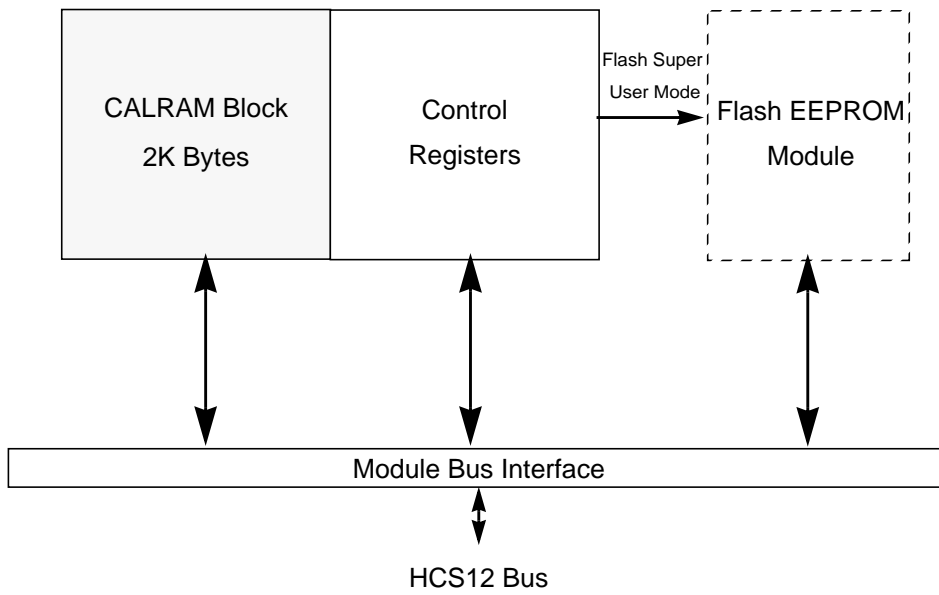 CALRAM Block
2K Bytes
Control
Registers
Flash Super
User Mode
Flash EEPROM
Module
Module Bus Interface
HCS12 Bus